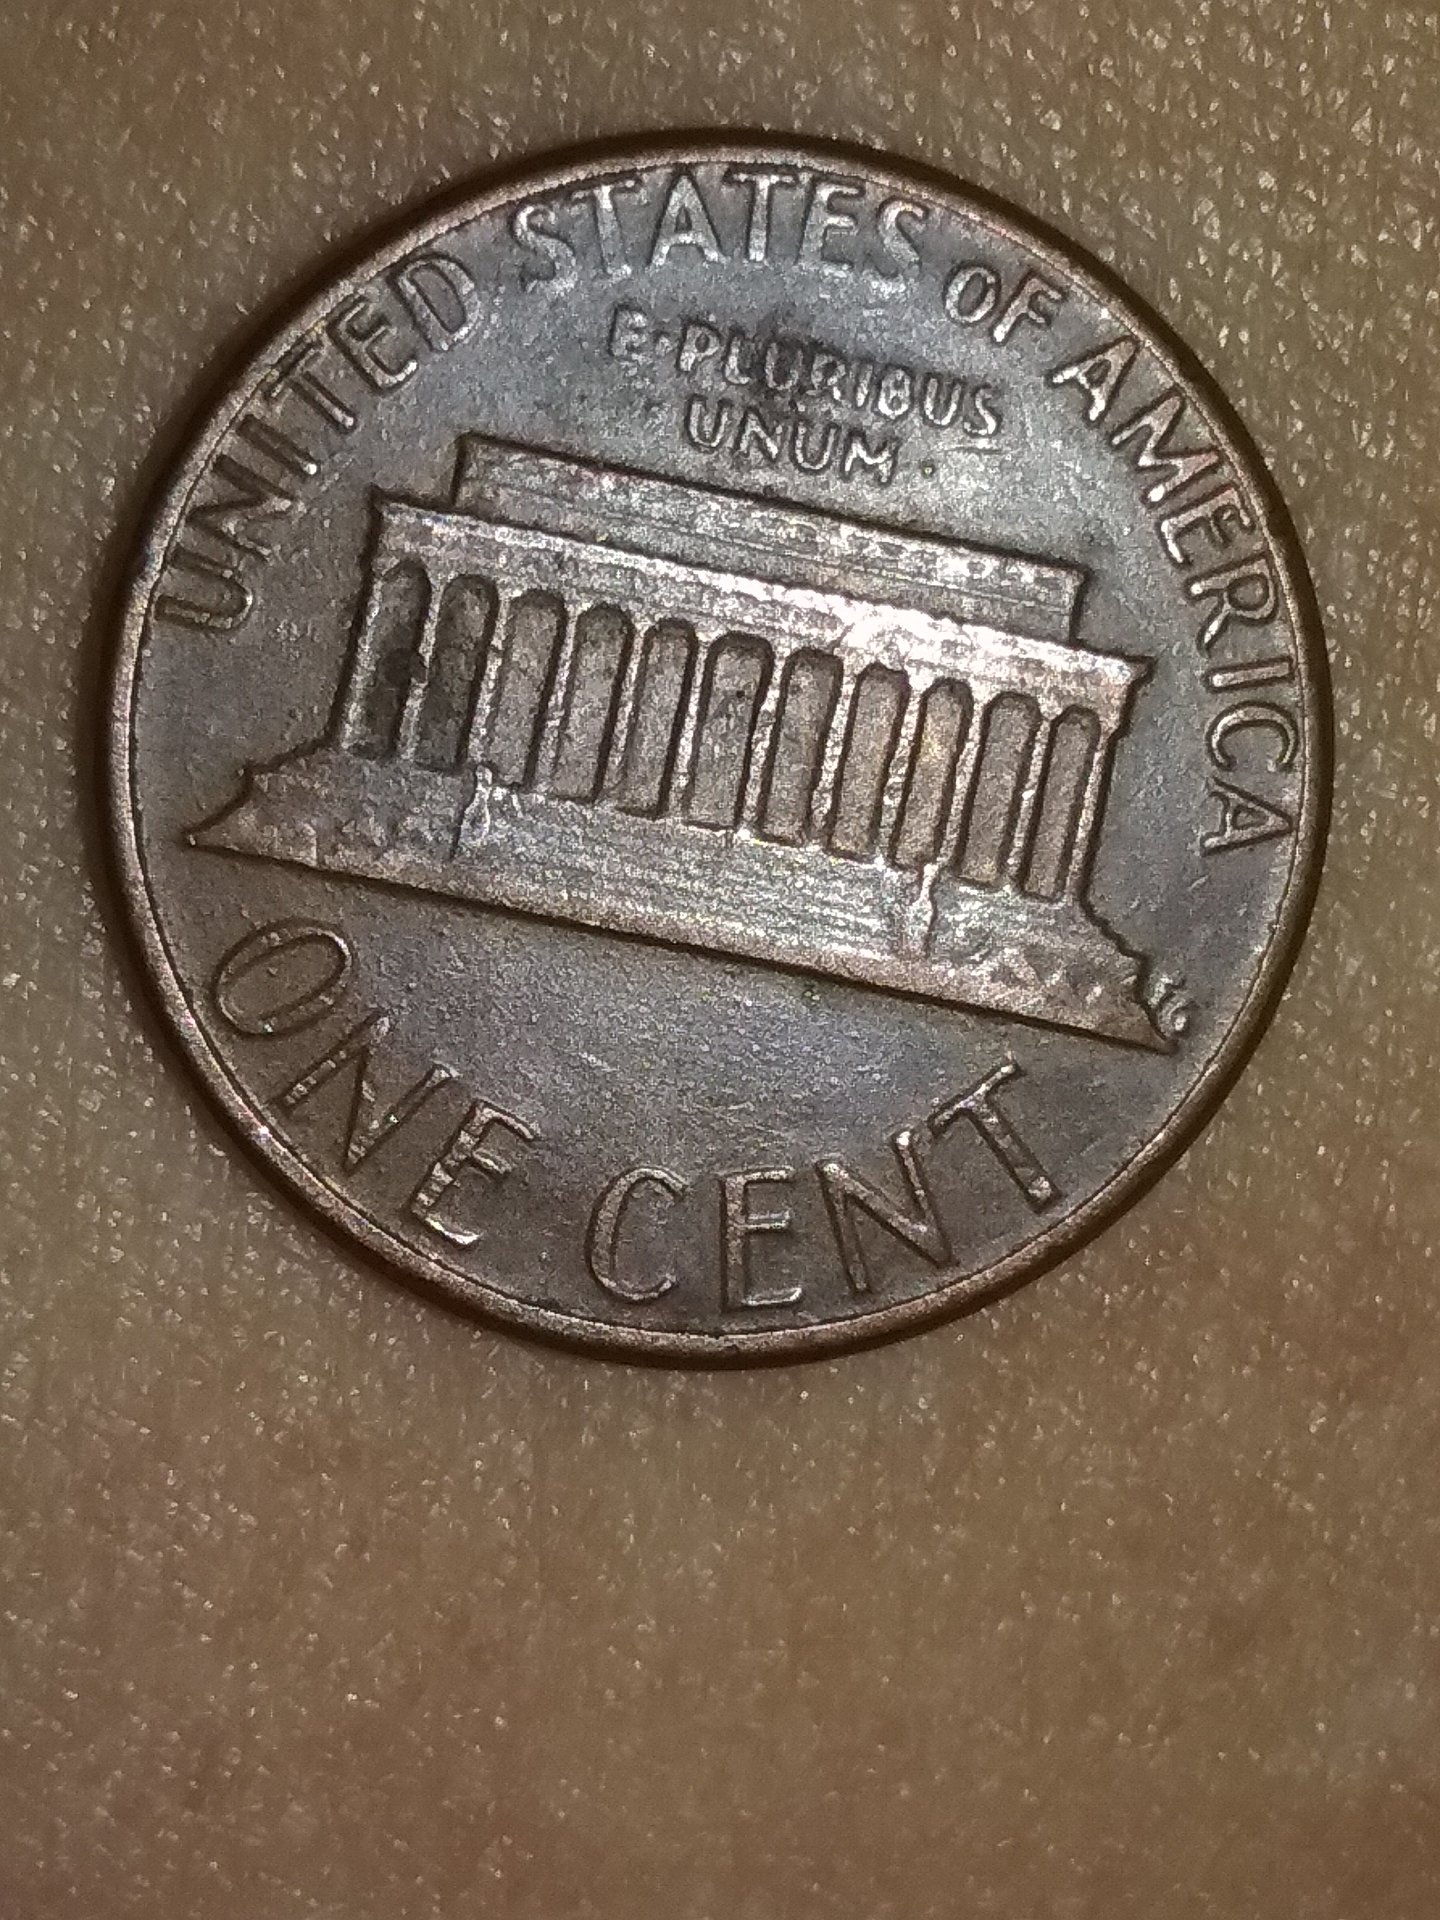 UNITED STATES OF AMERICA
E·PLURIBUS
UNUM
ONE CENT